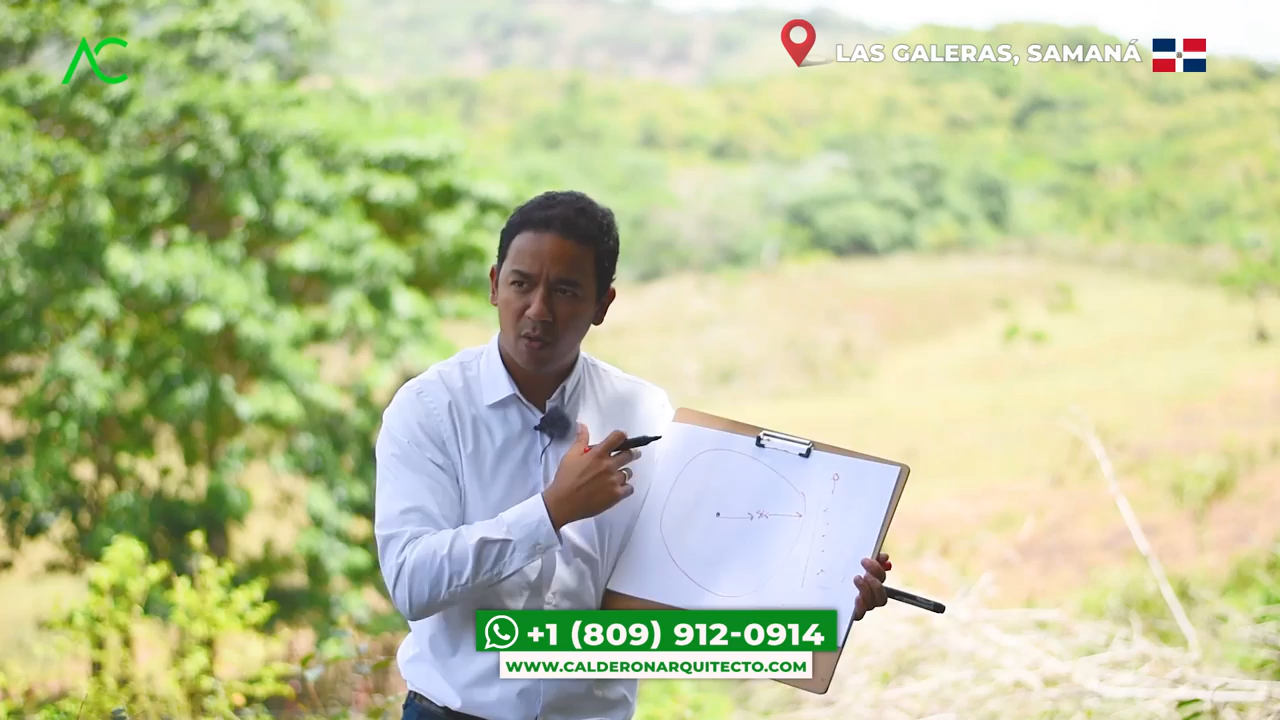 AC
LAS GALERAS, SAMANÁ
+1 (809) 912-0914
WWW.CALDERONARQUITECTO.COM